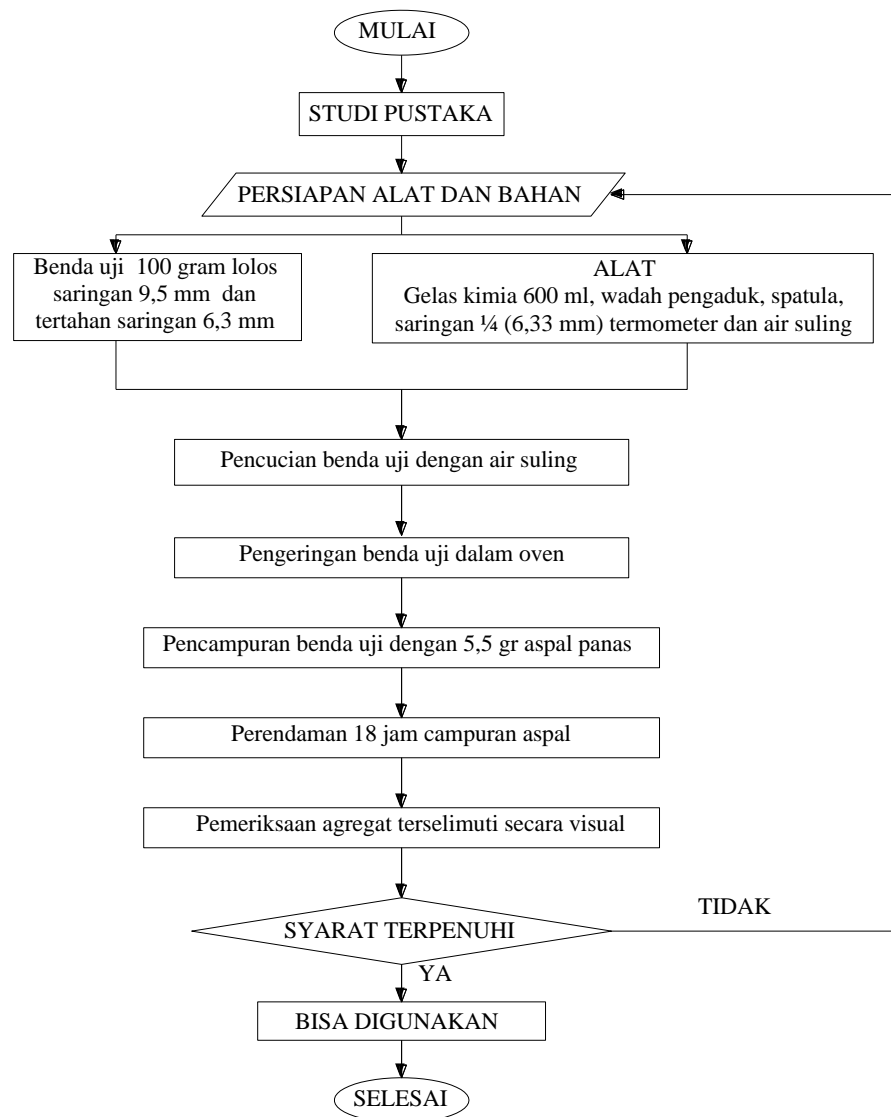 MULAI
STUDI PUSTAKA
PERSIAPAN ALAT DAN BAHAN
Benda uji 100 gram lolos
saringan 9,5 mm dan
tertahan saringan 6,3 mm
ALAT
Gelas kimia 600 ml, wadah pengaduk, spatula,
saringan ¼ (6,33 mm) termometer dan air suling
Pencucian benda uji dengan air suling
Pengeringan benda uji dalam oven
Pencampuran benda uji dengan 5,5 gr aspal panas
Perendaman 18 jam campuran aspal
Pemeriksaan agregat terselimuti secara visual
SYARAT TERPENUHI
TIDAK
YA
BISA DIGUNAKAN
SELESAI